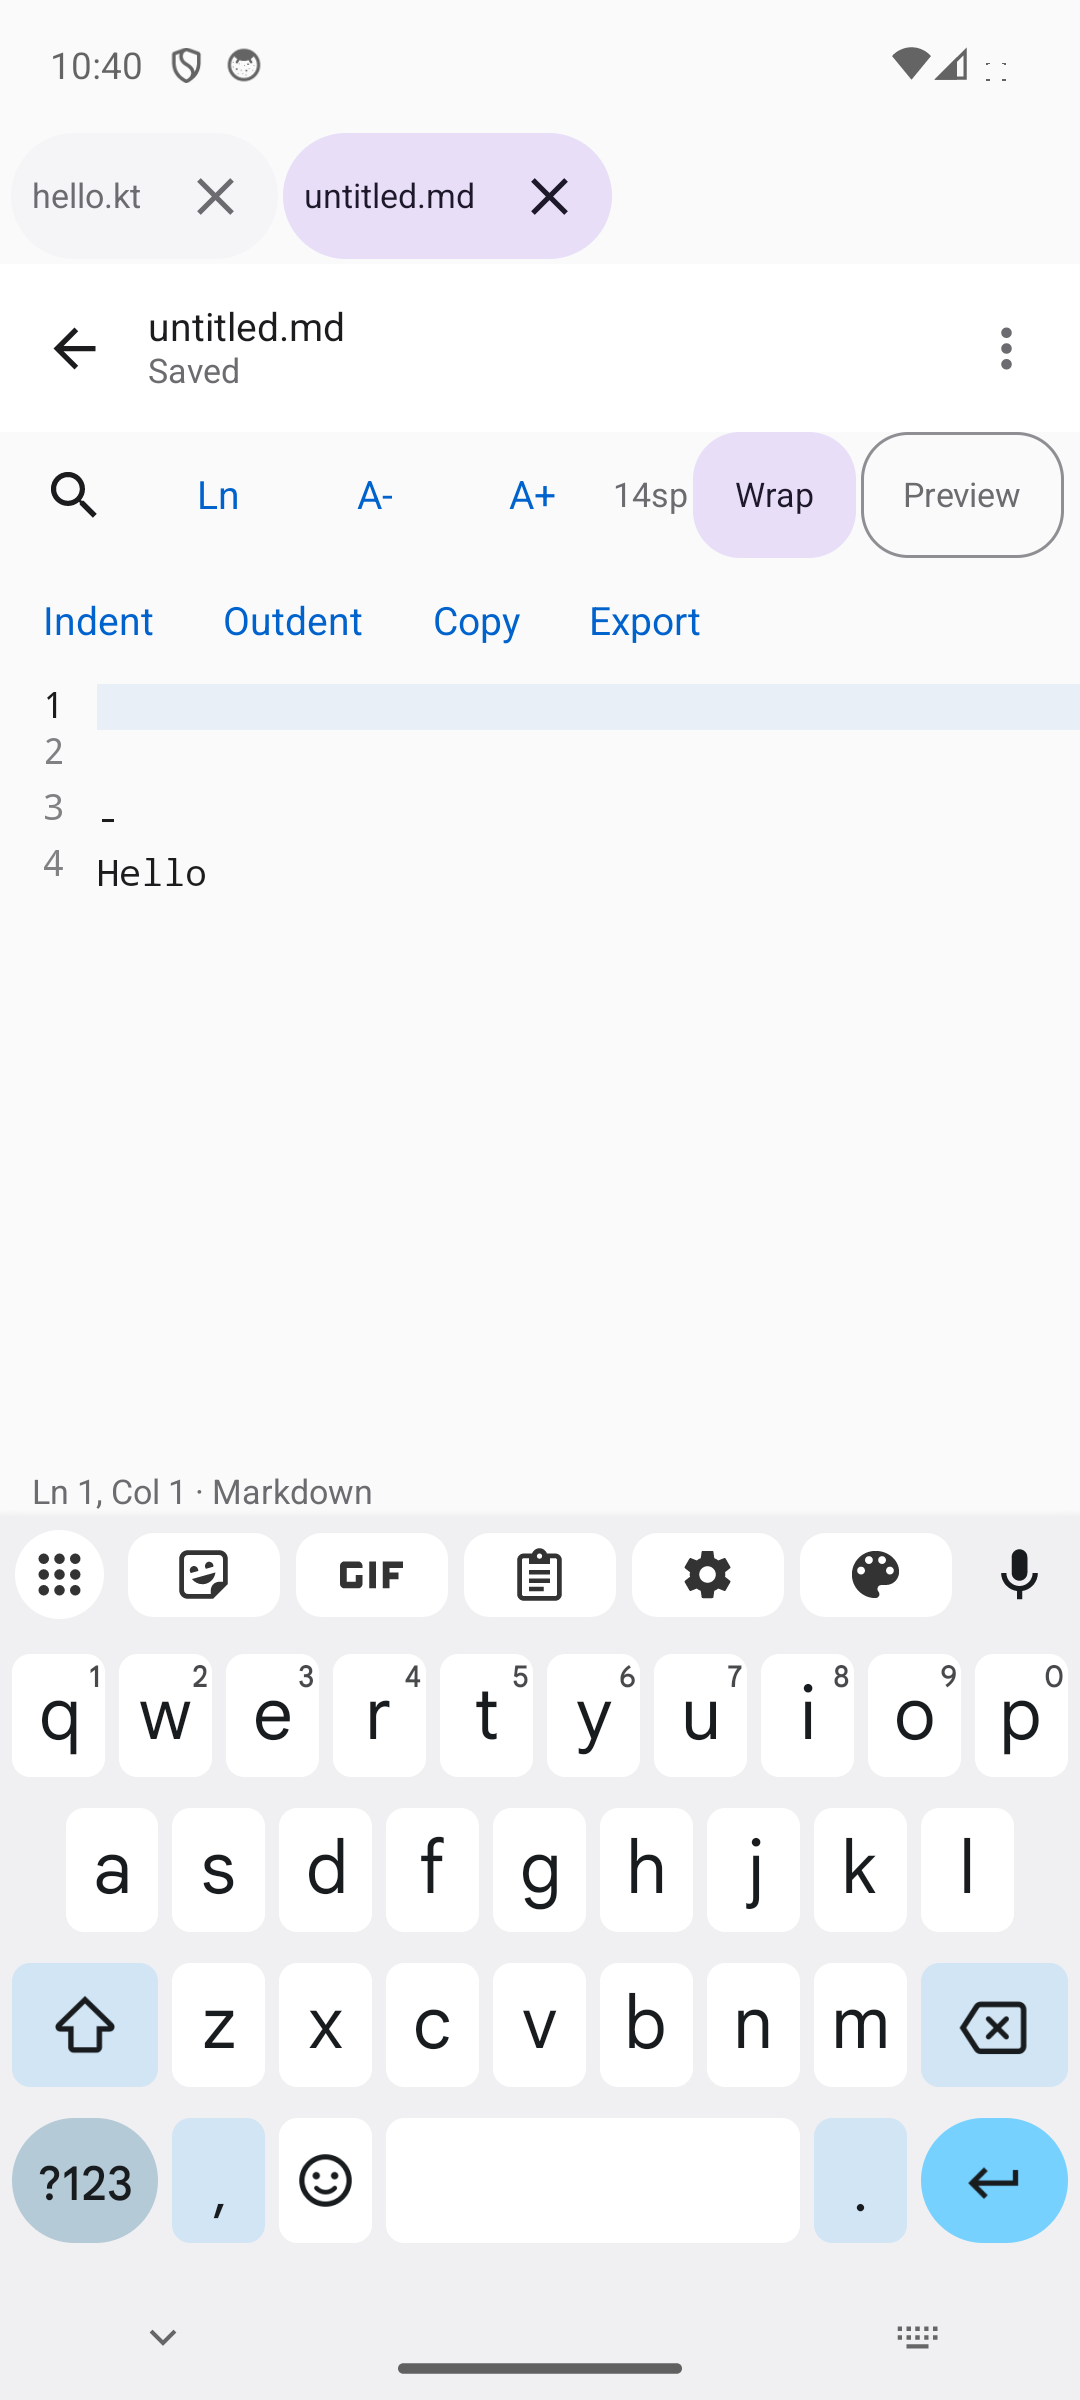 10:40
hello.kt
untitled.md
untitled.md
Saved
Ln A- A+ 14sp Wrap Preview
Indent Outdent Copy Export
1
2
3 -
4 Hello
Ln 1, Col 1 · Markdown
GIF
q 1 w 2 e 3 r 4 t 5 y 6 u 7 i 8 o 9 p 0
a s d f g h j k l
z x c v b n m
?123 , .